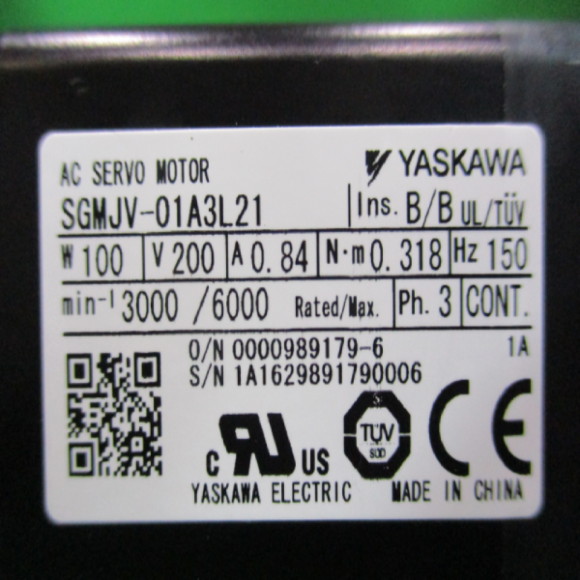 AC SERVO MOTOR YASKAWA
SGMJV-01A3L21 Ins. B/B UL/TÜV
W 100 V 200 A 0.84 N·m 0.318 Hz 150
min-1 3000 /6000 Rated/Max. Ph. 3 CONT.
O/N 0000989179-6 1A
S/N 1A1629891790006
c RU US TÜV SÜD CE
YASKAWA ELECTRIC MADE IN CHINA